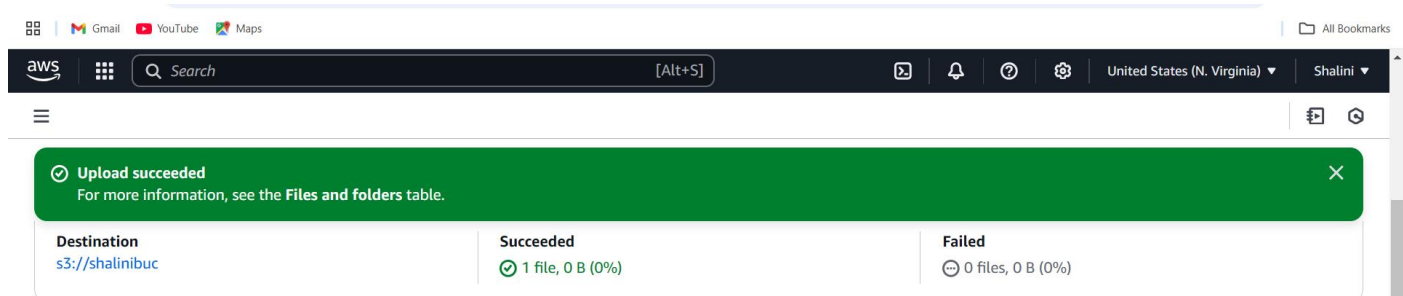 Gmail YouTube Maps All Bookmarks
aws Search [Alt+S] United States (N. Virginia) Shalini
Upload succeeded
For more information, see the Files and folders table.
Destination Succeeded Failed
s3://shalinibuc 1 file, 0 B (0%) 0 files, 0 B (0%)